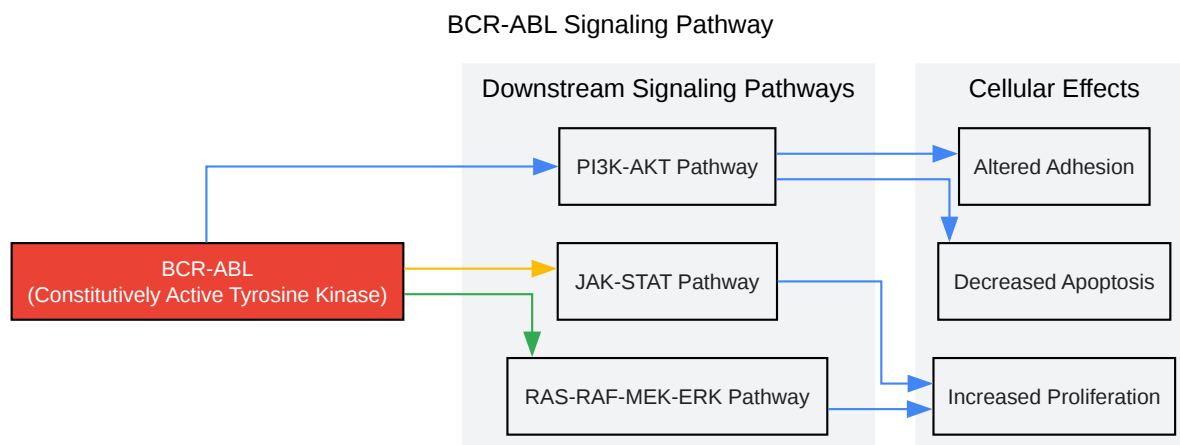 BCR-ABL Signaling Pathway
Downstream Signaling Pathways
Cellular Effects
PI3K-AKT Pathway
Altered Adhesion
BCR-ABL
(Constitutively Active Tyrosine Kinase)
JAK-STAT Pathway
Decreased Apoptosis
RAS-RAF-MEK-ERK Pathway
Increased Proliferation